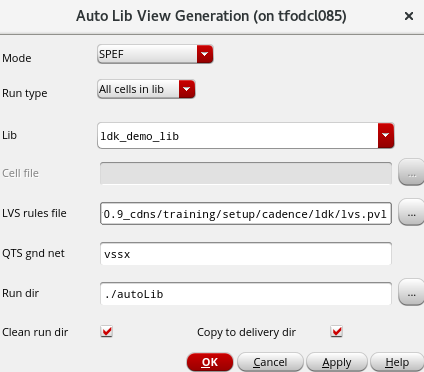 Auto Lib View Generation (on tfodcl085) ×
Mode SPEF
Run type All cells in lib
Lib ldk_demo_lib
Cell file ...
LVS rules file 0.9_cdns/training/setup/cadence/ldk/lvs.pvl ...
QTS gnd net vssx
Run dir ./autoLib ...
Clean run dir Copy to delivery dir
OK Cancel Apply Help